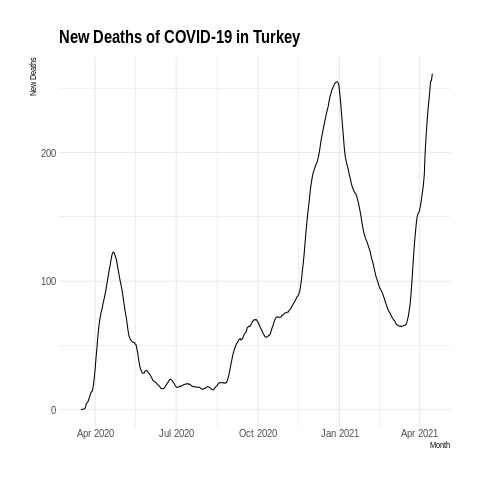 New Deaths of COVID-19 in Turkey
New Deaths
200
100
0
Apr 2020 Jul 2020 Oct 2020 Jan 2021 Apr 2021
Month